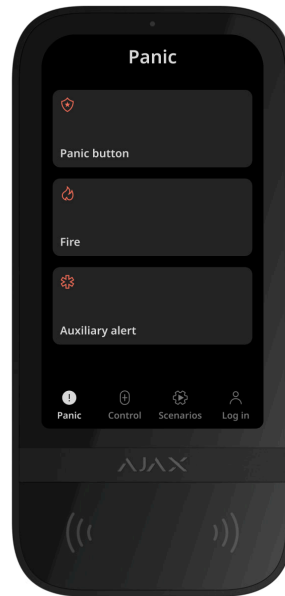 Panic
Panic button
Fire
Auxiliary alert
Panic Control Scenarios Log in
AJAX